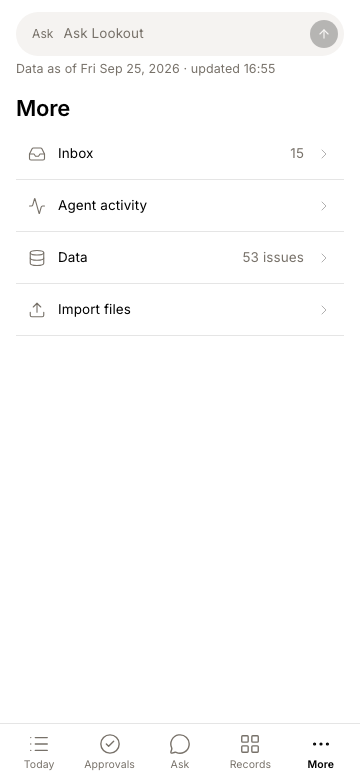 Ask Ask Lookout
Data as of Fri Sep 25, 2026 · updated 16:55
More
Inbox 15
Agent activity
Data 53 issues
Import files
Today Approvals Ask Records More